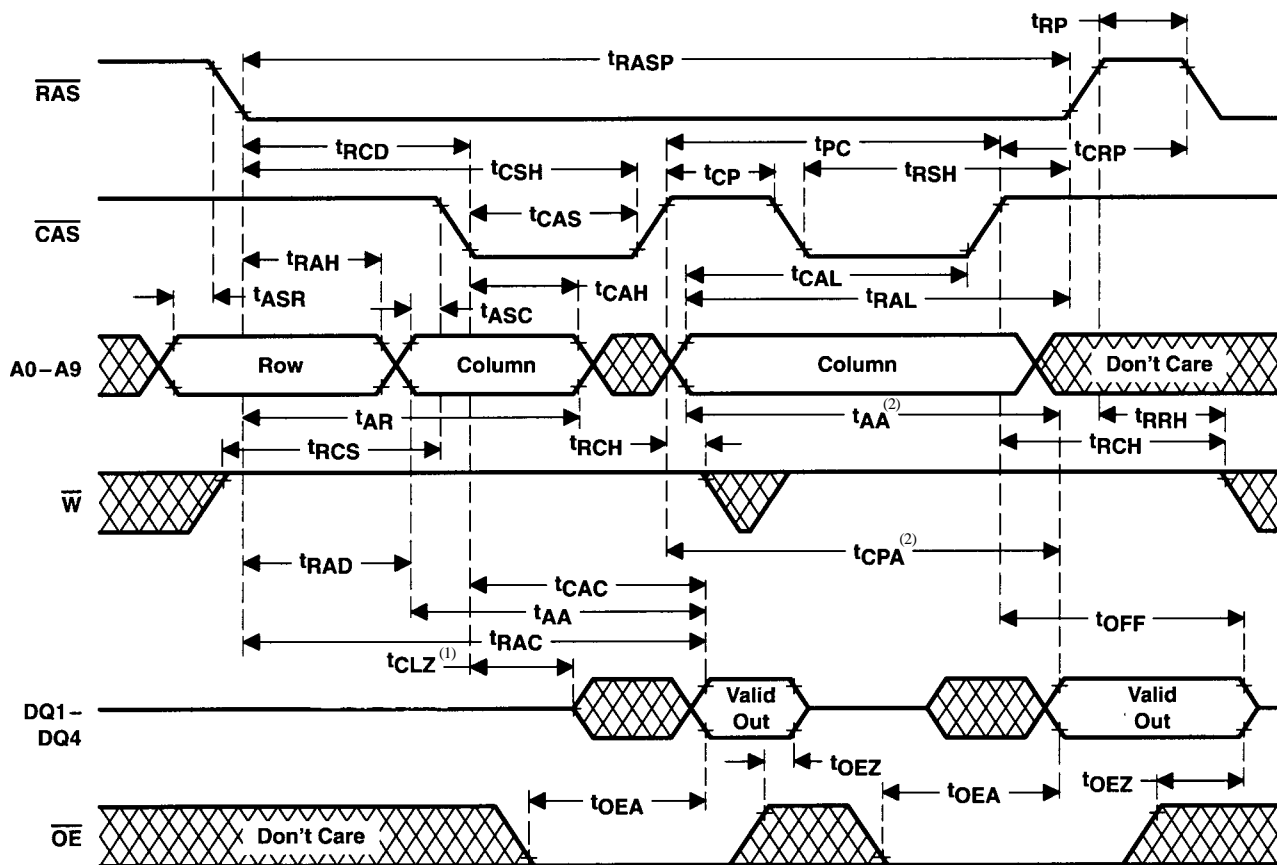 tRP
tRASP
RAS
tRCD
tPC
tCRP
tCSH
tCP
tRSH
CAS
tCAS
tRAH
tCAL
tASR
tCAH
tASC
tRAL
A0–A9
Row
Column
Column
Don't Care
tAR
tAA(2)
tRRH
tRCS
tRCH
tRCH
W
tCPA(2)
tRAD
tCAC
tAA
tOFF
tRAC
tCLZ(1)
DQ1–
DQ4
Valid
Out
Valid
Out
tOEZ
tOEZ
tOEA
tOEA
OE
Don't Care